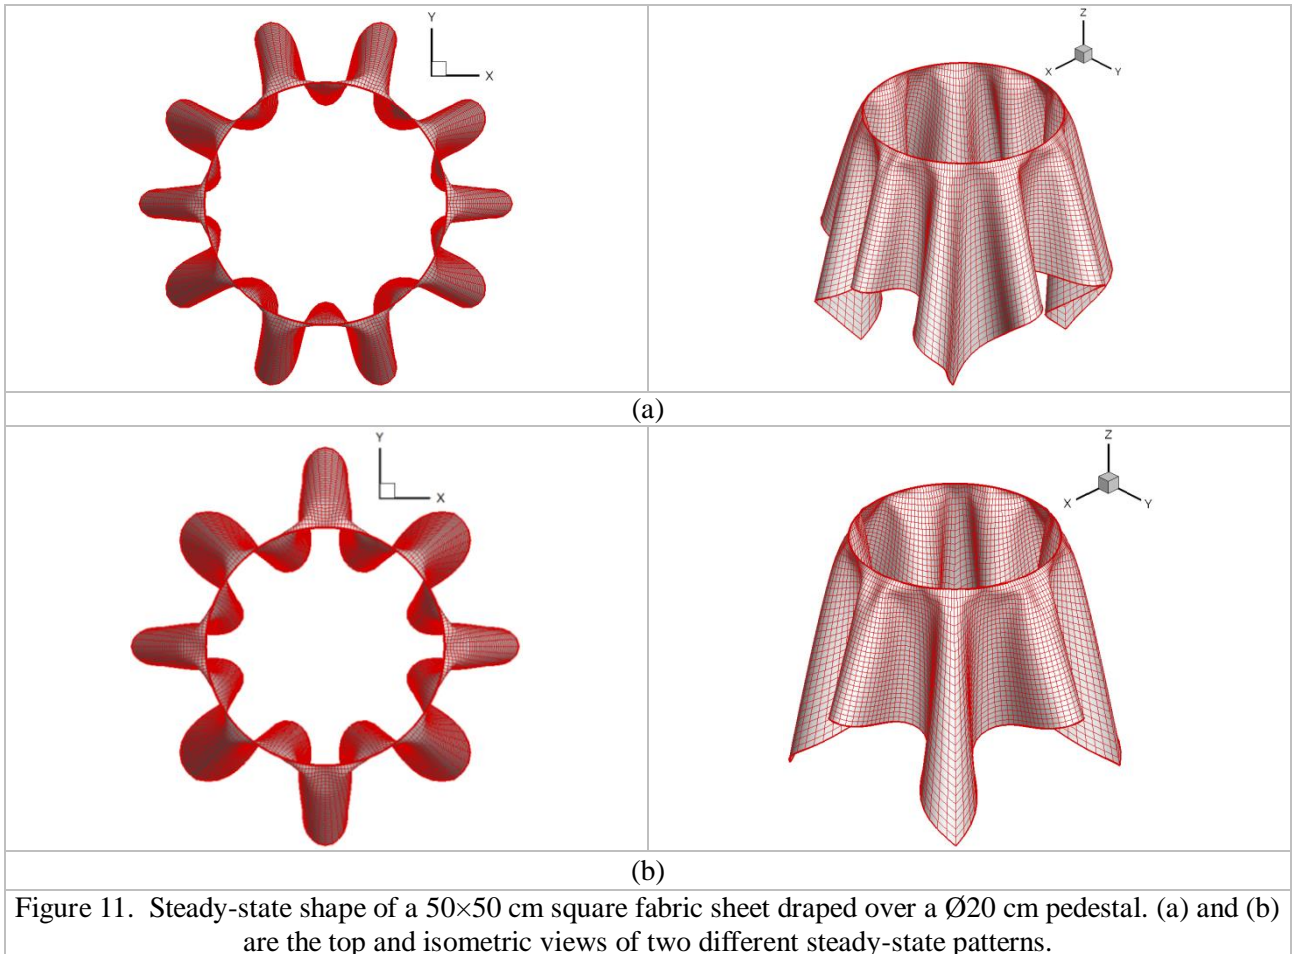 Y
X
Z
X
Y
(a)
Y
X
Z
X
Y
(b)
Figure 11. Steady-state shape of a 50×50 cm square fabric sheet draped over a Ø20 cm pedestal. (a) and (b)
are the top and isometric views of two different steady-state patterns.